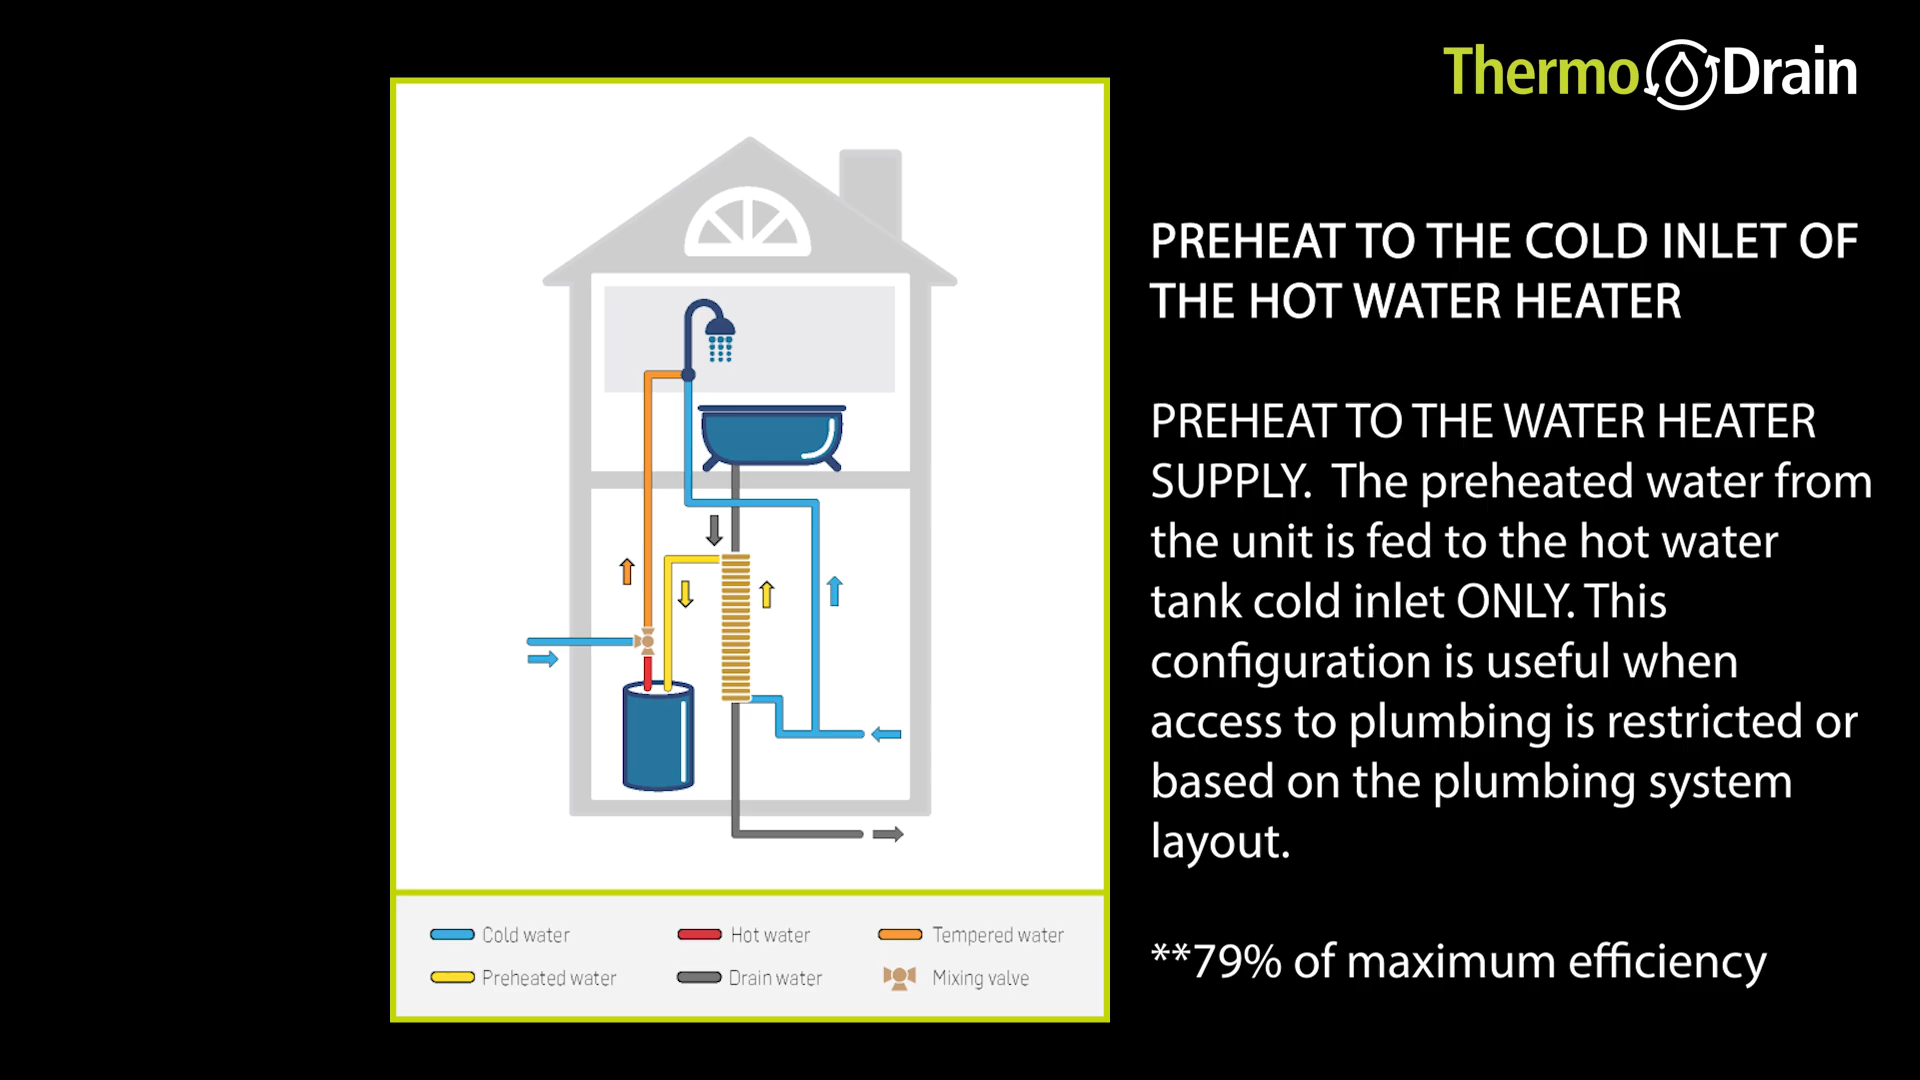 ThermoDrain
PREHEAT TO THE COLD INLET OF
THE HOT WATER HEATER
PREHEAT TO THE WATER HEATER
SUPPLY. The preheated water from
the unit is fed to the hot water
tank cold inlet ONLY. This
configuration is useful when
access to plumbing is restricted or
based on the plumbing system
layout.
**79% of maximum efficiency
Cold water
Hot water
Tempered water
Preheated water
Drain water
Mixing valve